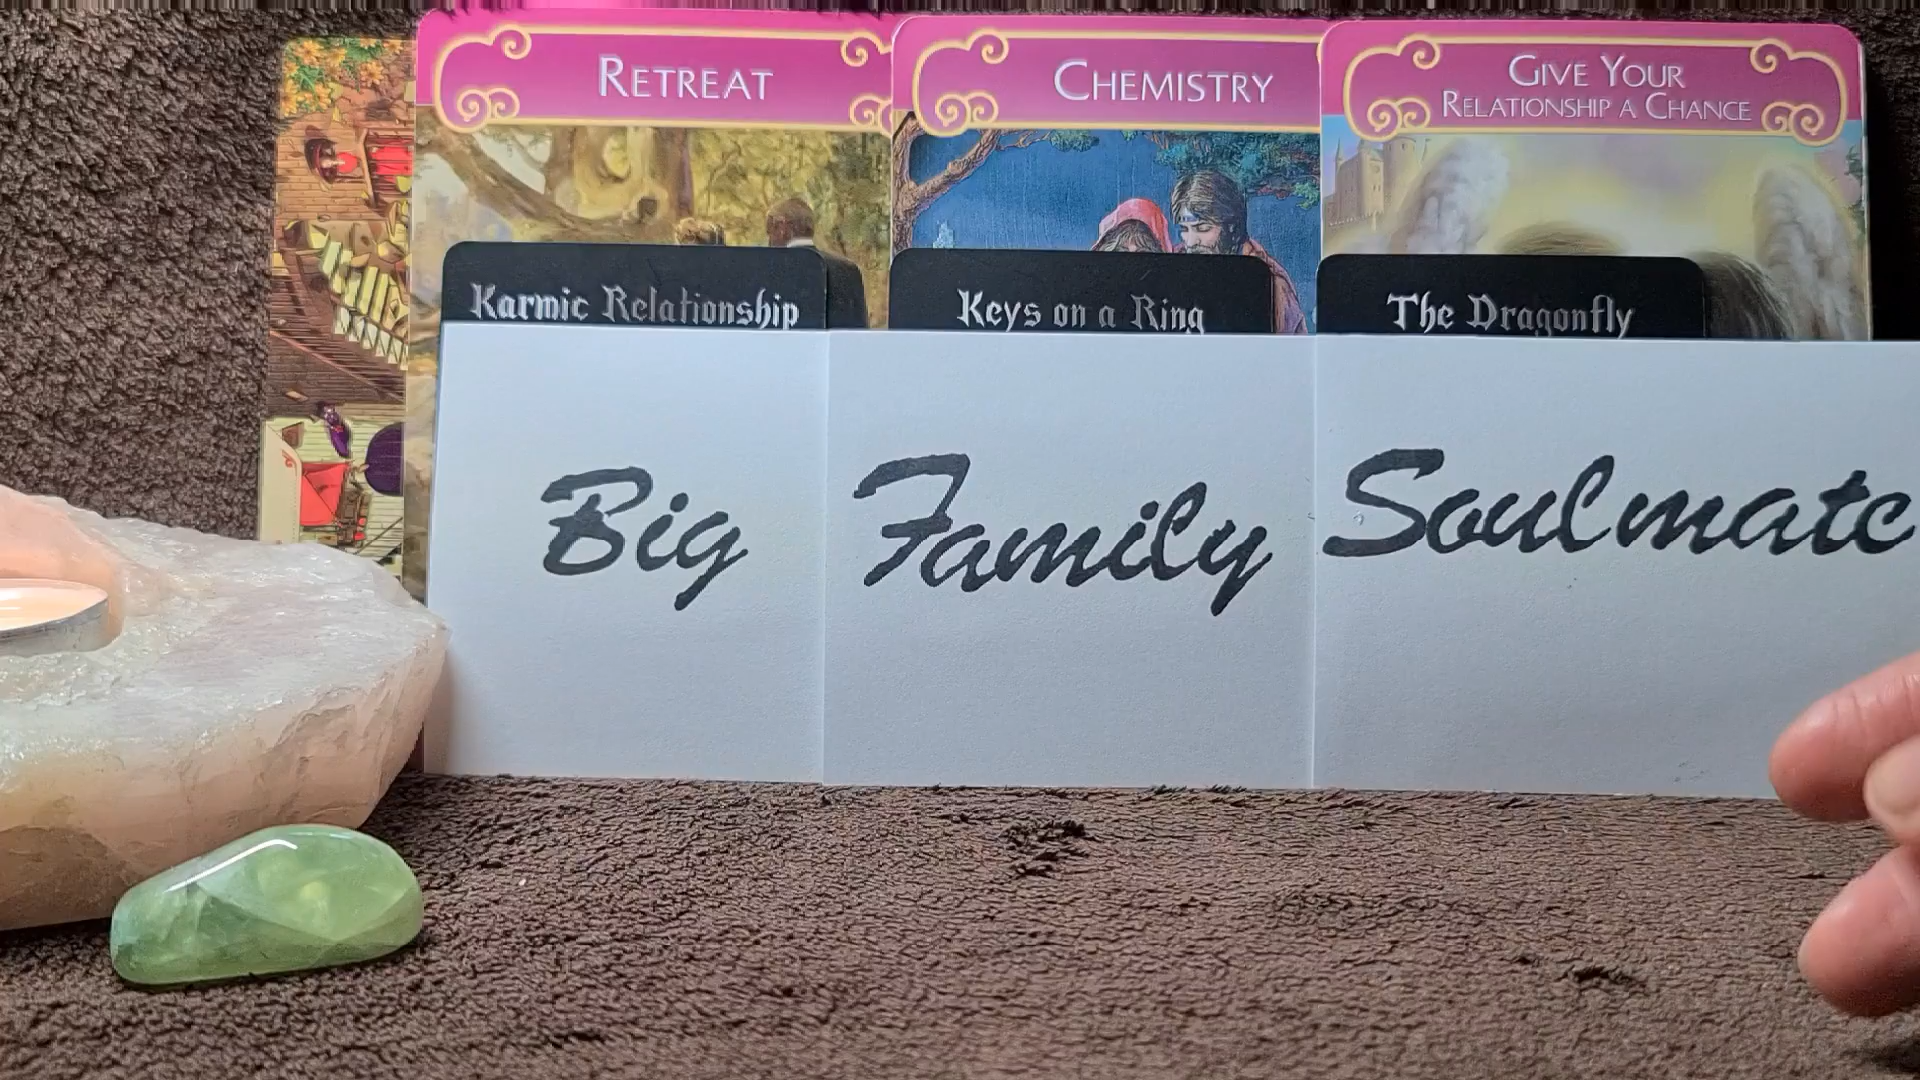 RETREAT
CHEMISTRY
GIVE YOUR
RELATIONSHIP A CHANCE
Karmic Relationship
Keys on a Ring
The Dragonfly
Big
Family
Soulmate